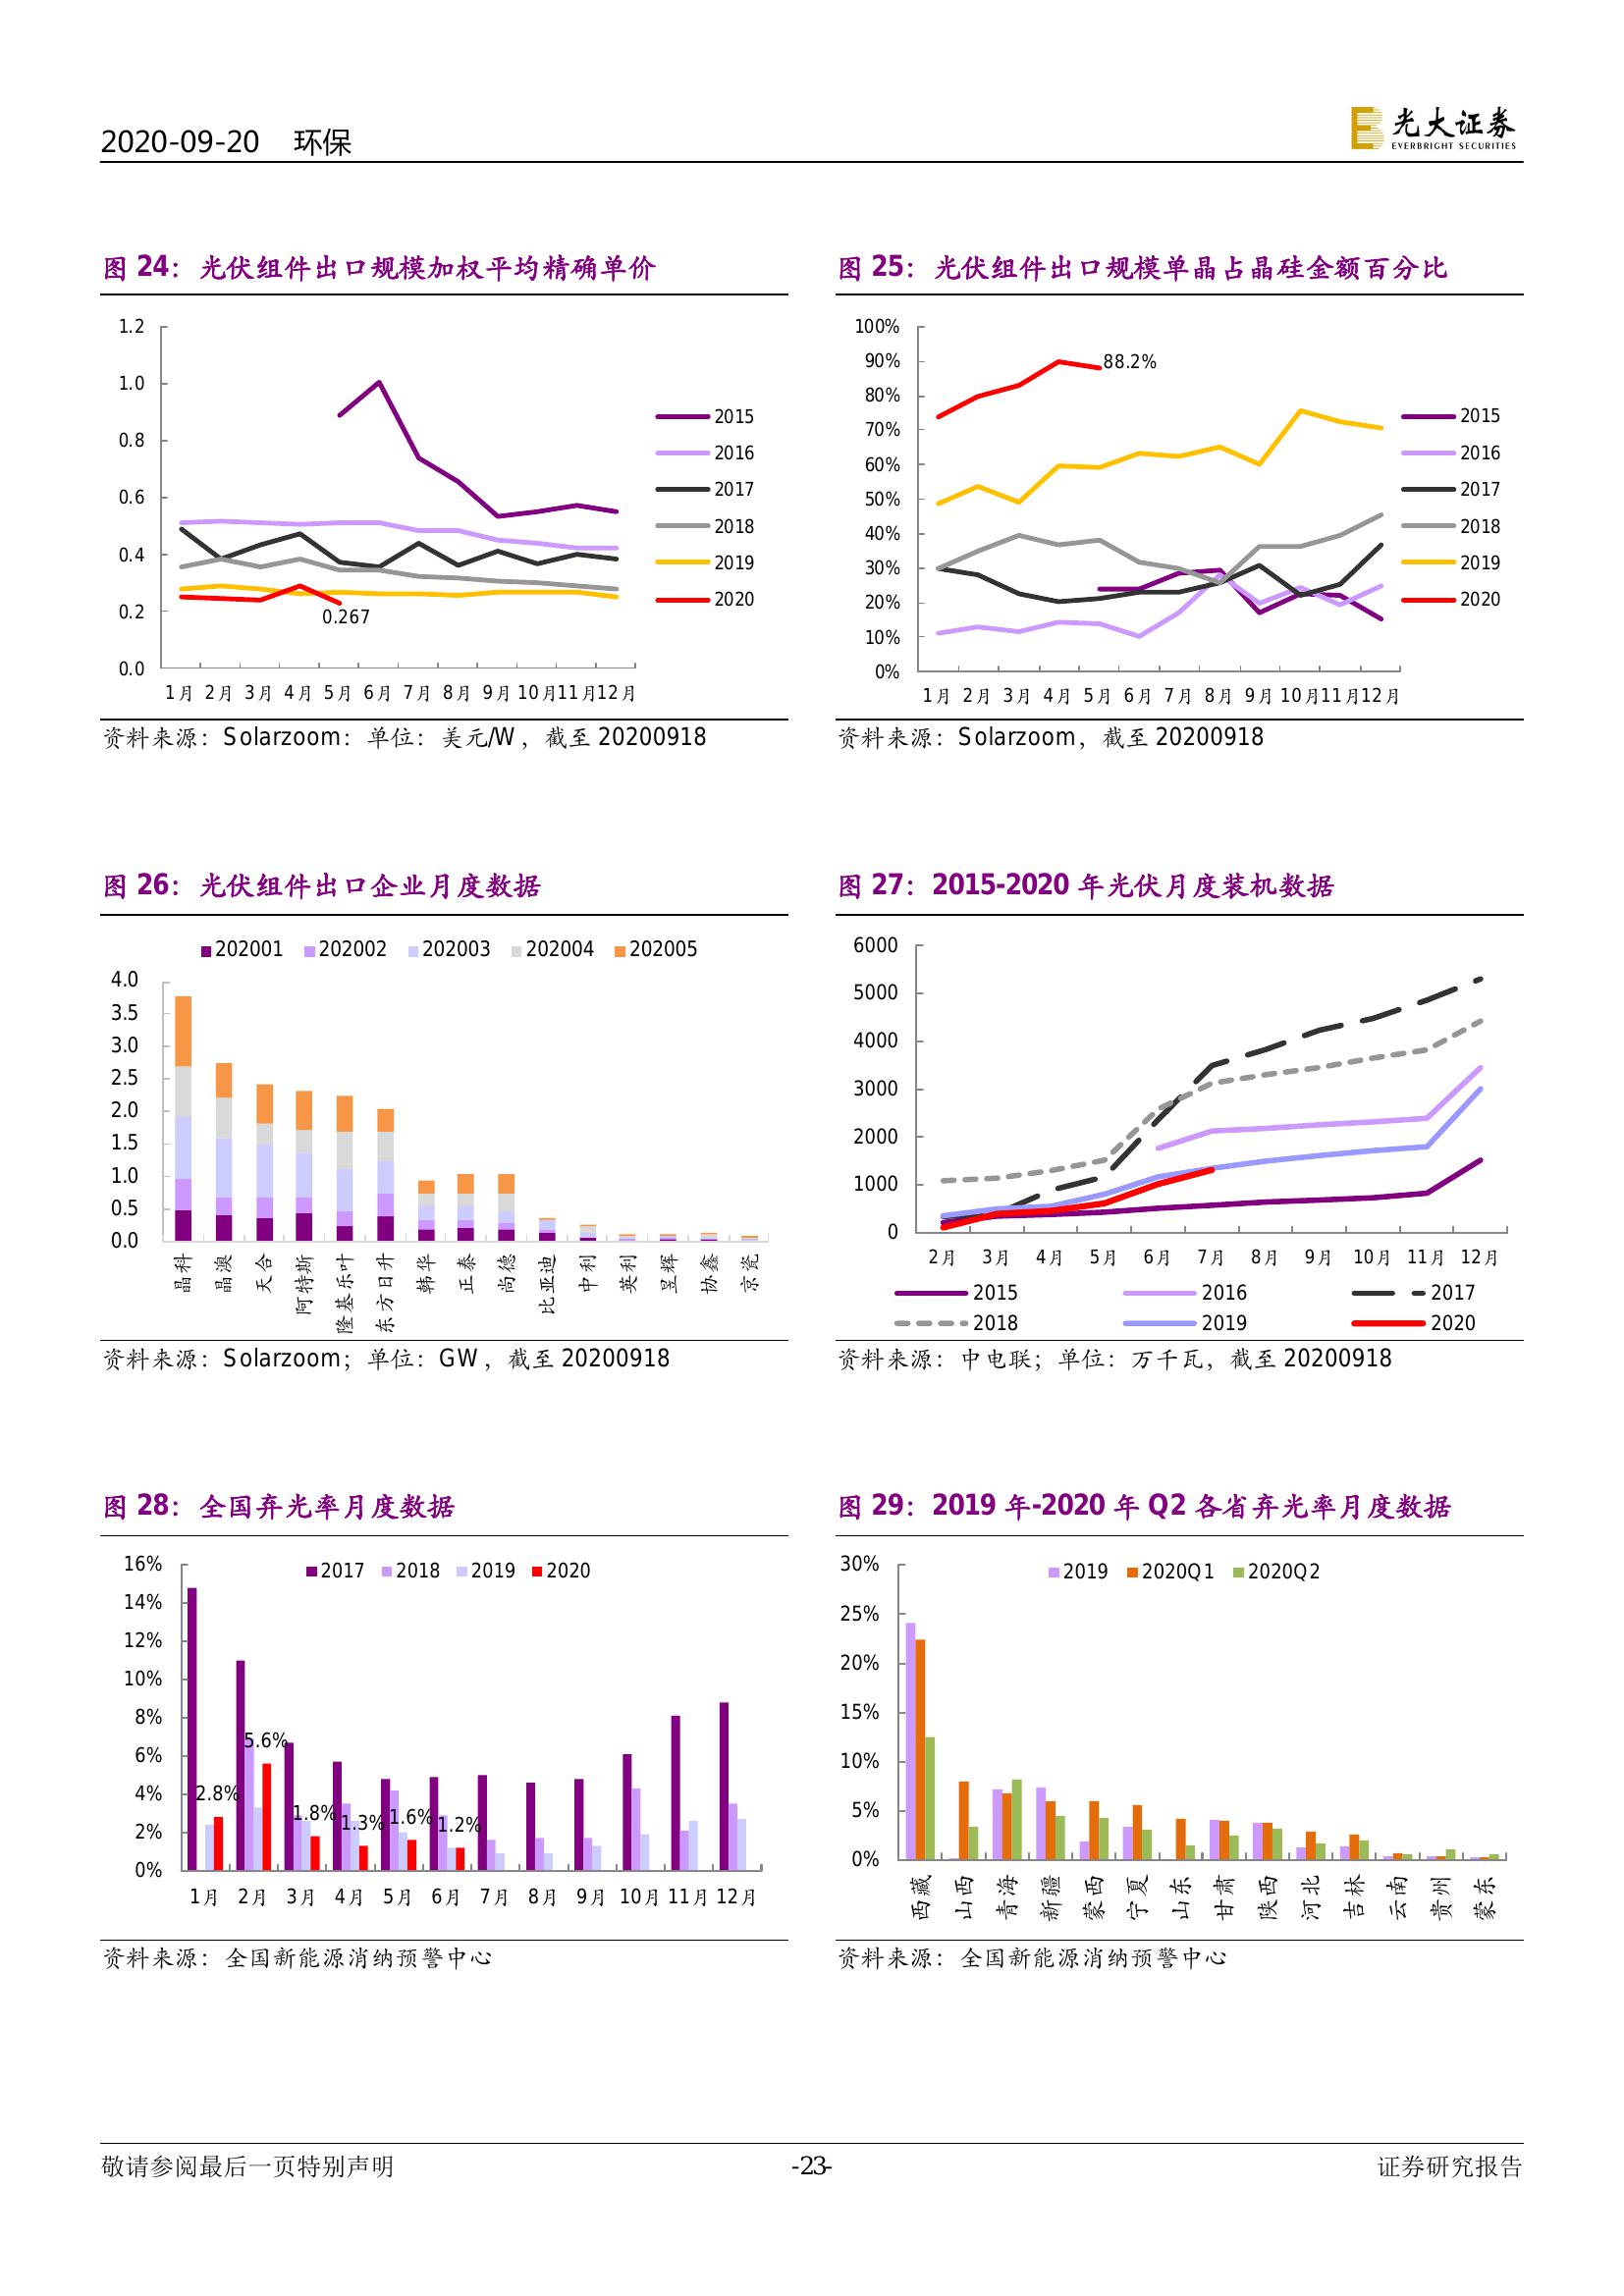 2020-09-20 环保
光大证券
EVERBRIGHT SECURITIES
图 24：光伏组件出口规模加权平均精确单价
1.2
1.0
0.8
0.6
0.4
0.2
0.0
0.267
1月 2月 3月 4月 5月 6月 7月 8月 9月 10月 11月 12月
2015
2016
2017
2018
2019
2020
资料来源：Solarzoom：单位：美元/W，截至 20200918
图 25：光伏组件出口规模单晶占晶硅金额百分比
100%
90%
80%
70%
60%
50%
40%
30%
20%
10%
0%
88.2%
1月 2月 3月 4月 5月 6月 7月 8月 9月 10月 11月 12月
2015
2016
2017
2018
2019
2020
资料来源：Solarzoom，截至 20200918
图 26：光伏组件出口企业月度数据
202001 202002 202003 202004 202005
4.0
3.5
3.0
2.5
2.0
1.5
1.0
0.5
0.0
晶科 晶澳 天合 阿特斯 隆基乐叶 东方日升 韩华 正泰 尚德 比亚迪 中利 英利 昱辉 协鑫 京瓷
资料来源：Solarzoom；单位：GW，截至 20200918
图 27：2015-2020 年光伏月度装机数据
6000
5000
4000
3000
2000
1000
0
2月 3月 4月 5月 6月 7月 8月 9月 10月 11月 12月
2015 2016 2017
2018 2019 2020
资料来源：中电联；单位：万千瓦，截至 20200918
图 28：全国弃光率月度数据
2017 2018 2019 2020
16%
14%
12%
10%
8%
6%
4%
2%
0%
2.8% 5.6% 1.8% 1.3% 1.6% 1.2%
1月 2月 3月 4月 5月 6月 7月 8月 9月 10月 11月 12月
资料来源：全国新能源消纳预警中心
图 29：2019 年-2020 年 Q2 各省弃光率月度数据
2019 2020Q1 2020Q2
30%
25%
20%
15%
10%
5%
0%
西藏 山西 青海 新疆 蒙西 宁夏 山东 甘肃 陕西 河北 吉林 云南 贵州 蒙东
资料来源：全国新能源消纳预警中心
敬请参阅最后一页特别声明 -23- 证券研究报告